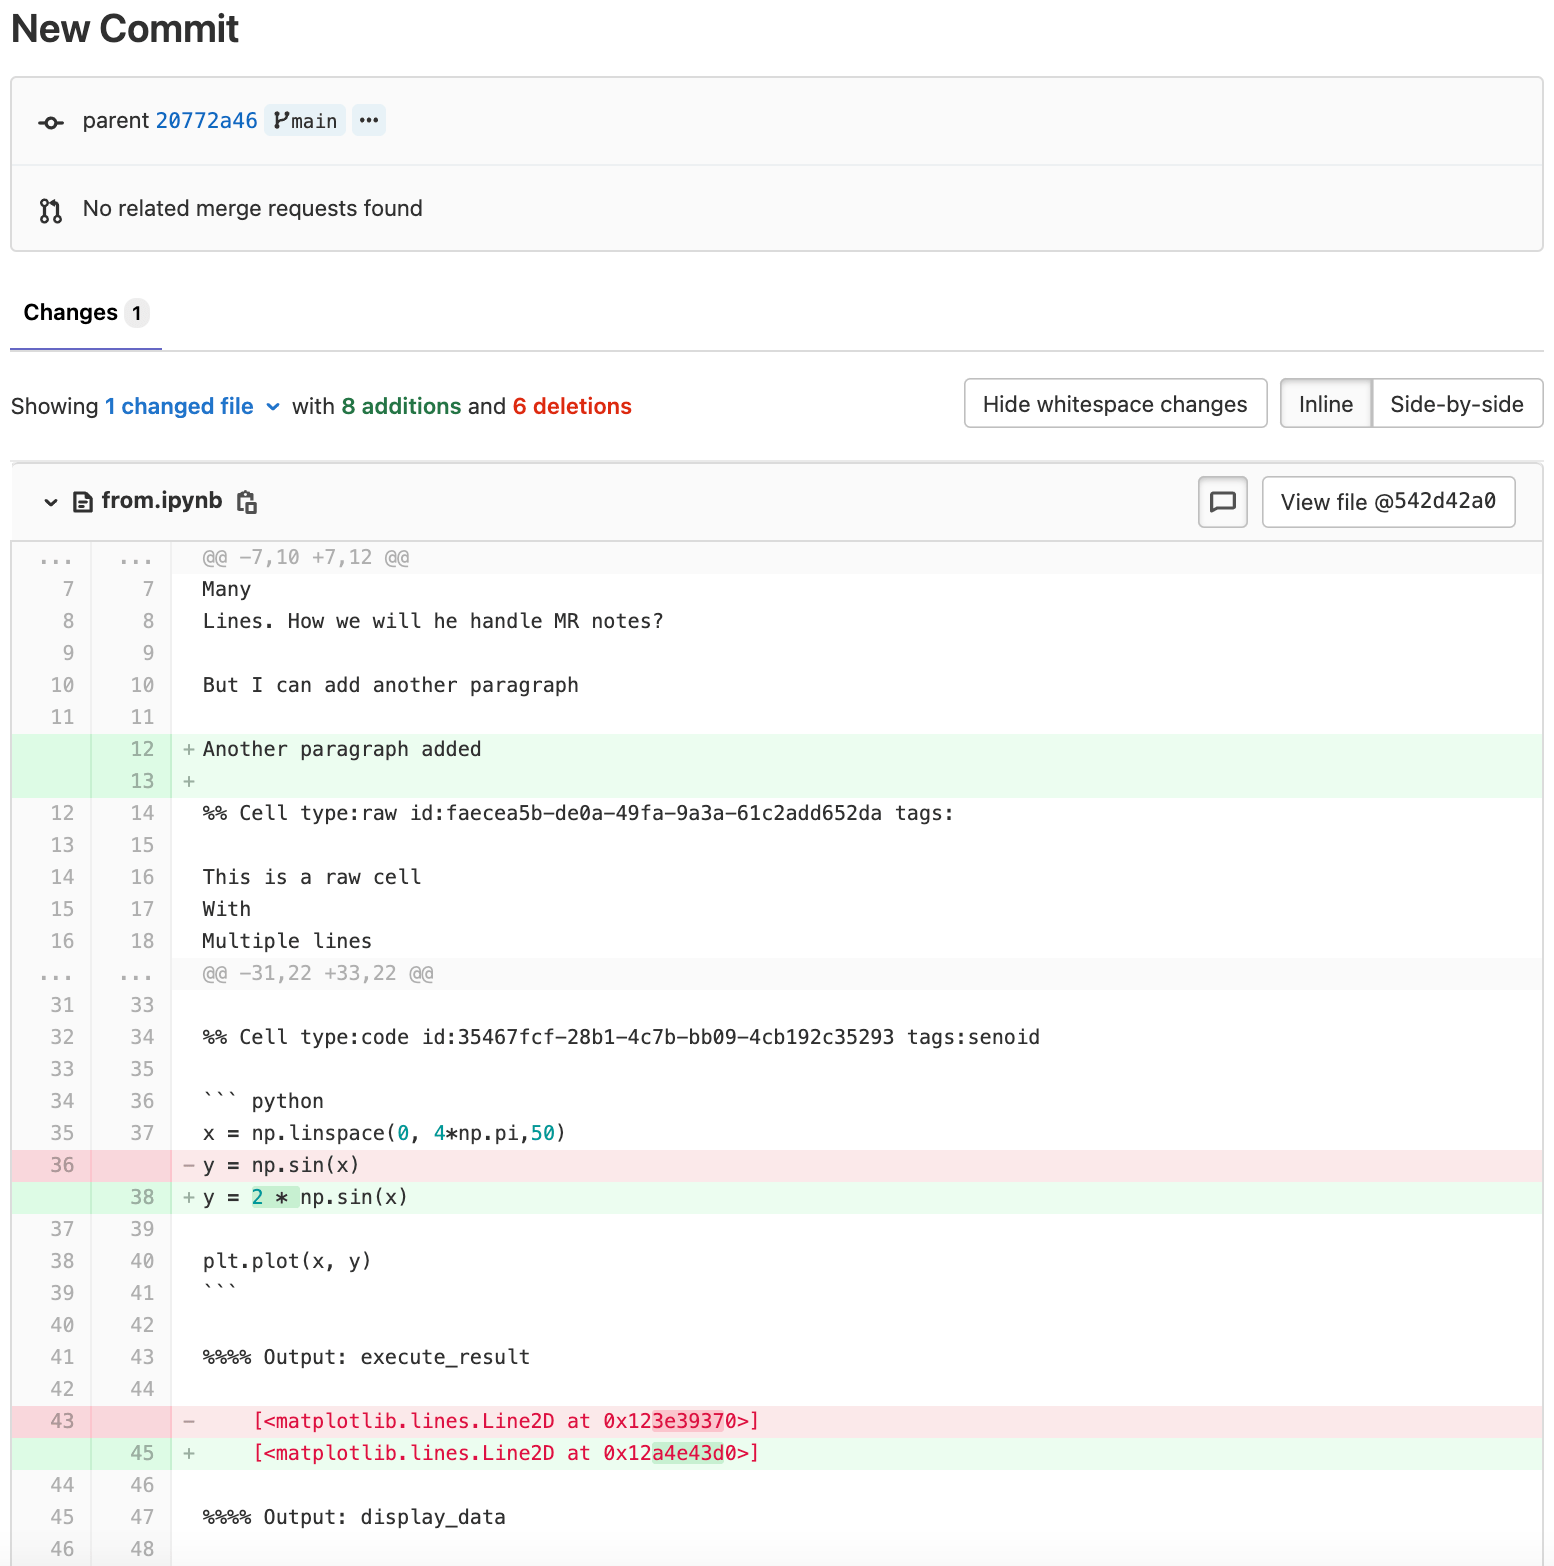 New Commit
parent 20772a46 main ...
No related merge requests found
Changes 1
Showing 1 changed file with 8 additions and 6 deletions Hide whitespace changes Inline Side-by-side
from.ipynb View file @542d42a0
... ... @@ -7,10 +7,12 @@
7 7 Many
8 8 Lines. How we will he handle MR notes?
9 9
10 10 But I can add another paragraph
11 11
12 + Another paragraph added
13 +
12 14 %% Cell type:raw id:faecea5b-de0a-49fa-9a3a-61c2add652da tags:
13 15
14 16 This is a raw cell
15 17 With
16 18 Multiple lines
... ... @@ -31,22 +33,22 @@
31 33
32 34 %% Cell type:code id:35467fcf-28b1-4c7b-bb09-4cb192c35293 tags:senoid
33 35
34 36 ``` python
35 37 x = np.linspace(0, 4*np.pi,50)
36 - y = np.sin(x)
38 + y = 2 * np.sin(x)
37 39
38 40 plt.plot(x, y)
39 41 ```
40 42
41 43 %%%% Output: execute_result
42 44
43 - [<matplotlib.lines.Line2D at 0x123e39370>]
45 + [<matplotlib.lines.Line2D at 0x12a4e43d0>]
44 46
45 47 %%%% Output: display_data
46 48